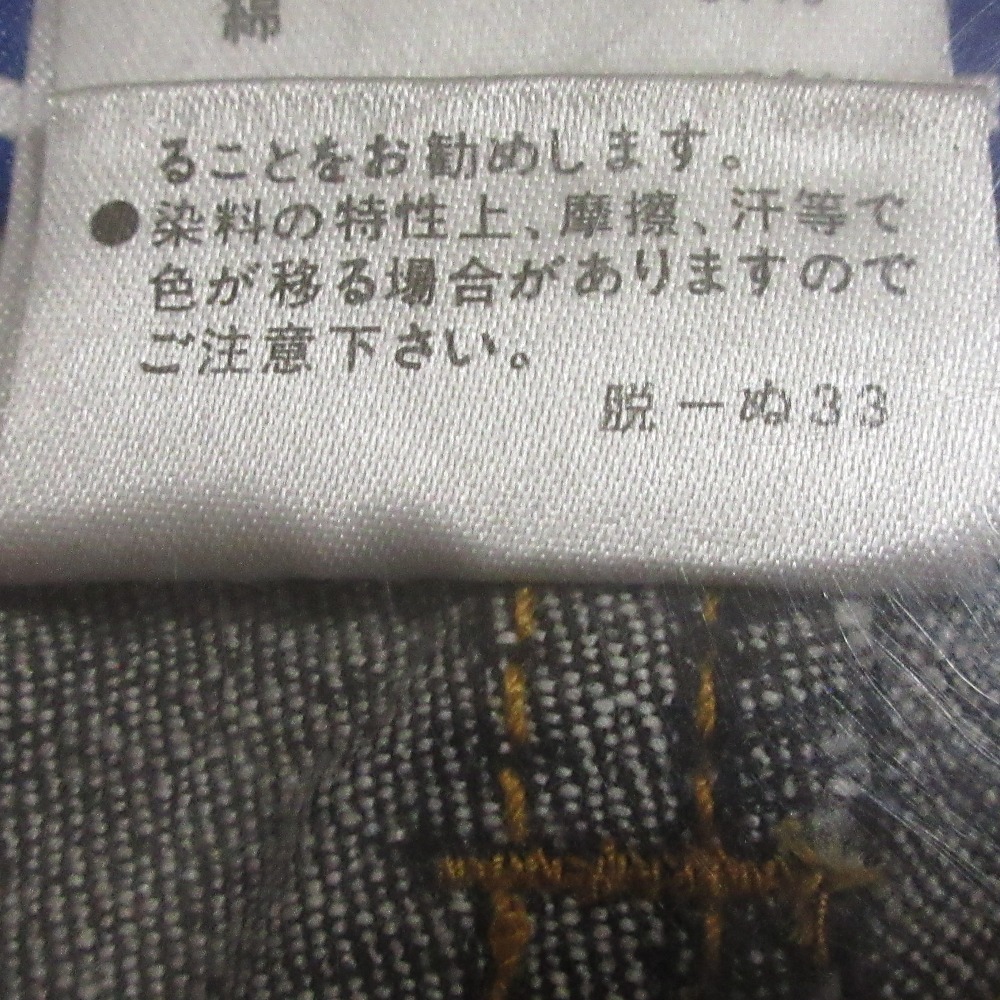 綿
ることをお勧めします。
●染料の特性上、摩擦、汗等で
色が移る場合がありますので
ご注意下さい。
脱ーぬ33